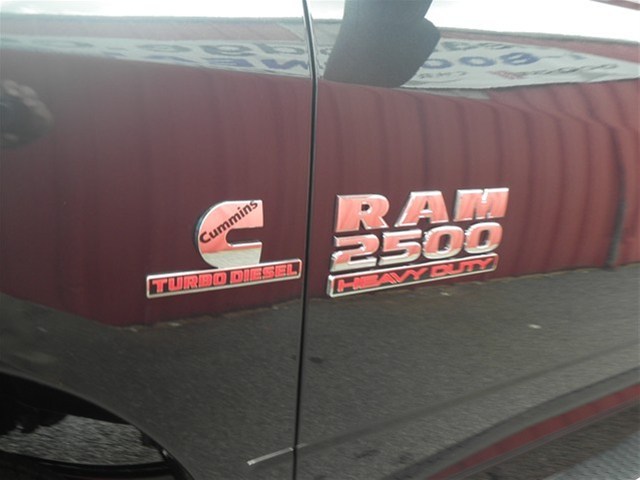 Cummins
TURBO DIESEL
RAM
2500
HEAVY DUTY